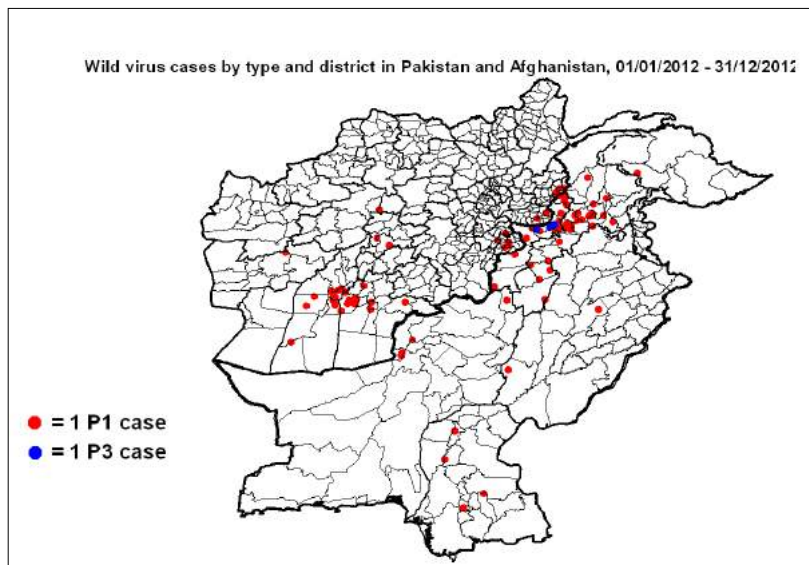 Wild virus cases by type and district in Pakistan and Afghanistan, 01/01/2012 - 31/12/2012
= 1 P1 case
= 1 P3 case